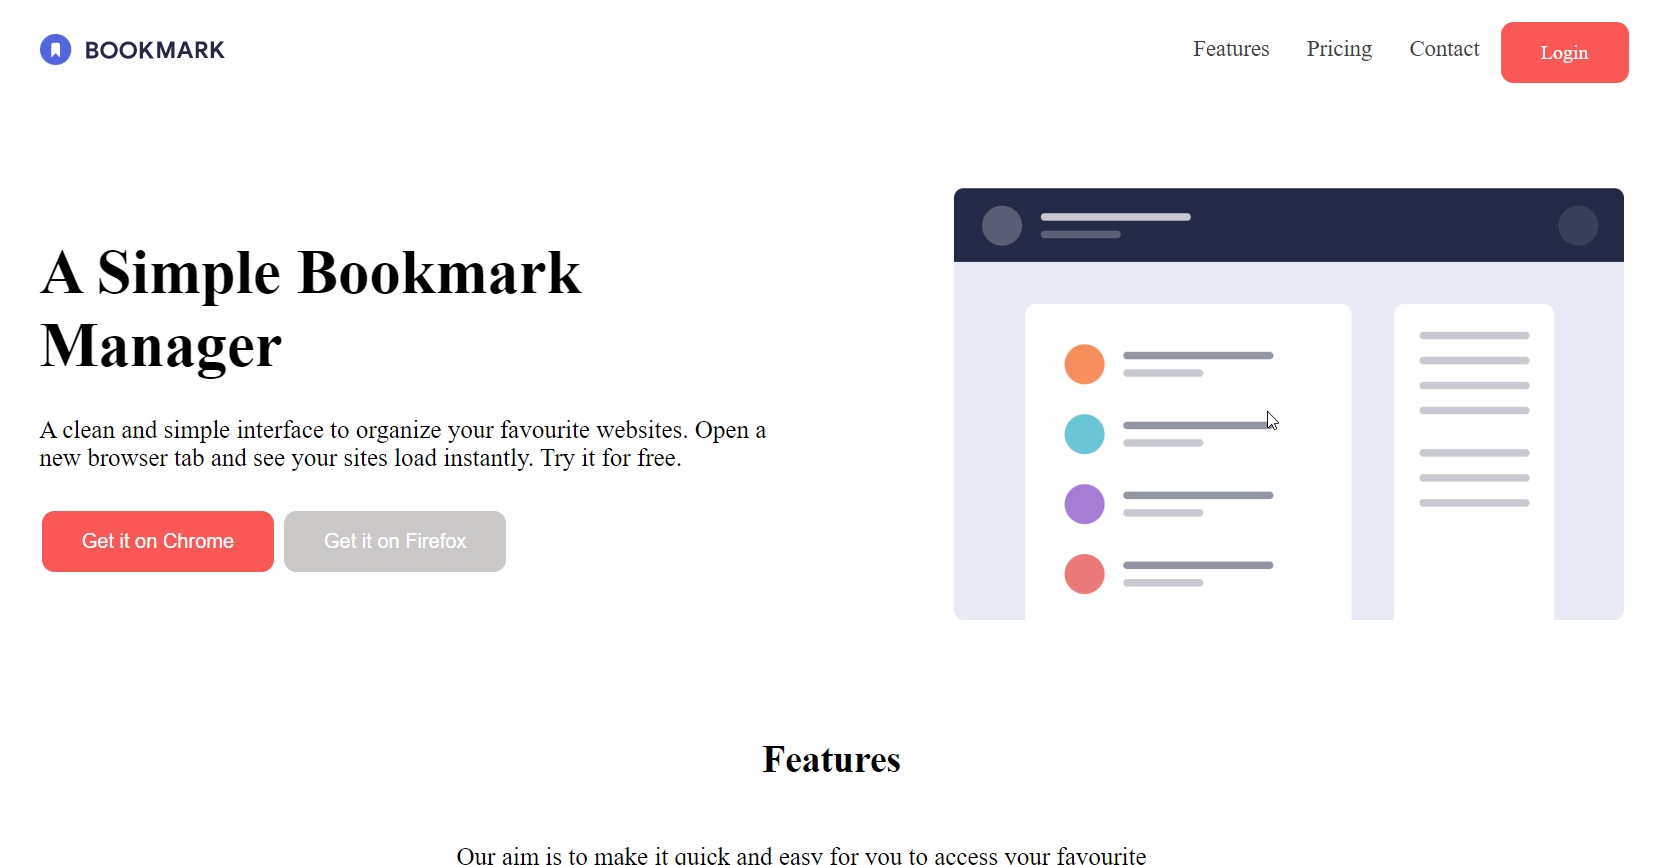 BOOKMARK
Features Pricing Contact Login
A Simple Bookmark
Manager
A clean and simple interface to organize your favourite websites. Open a
new browser tab and see your sites load instantly. Try it for free.
Get it on Chrome Get it on Firefox
Features
Our aim is to make it quick and easy for you to access your favourite